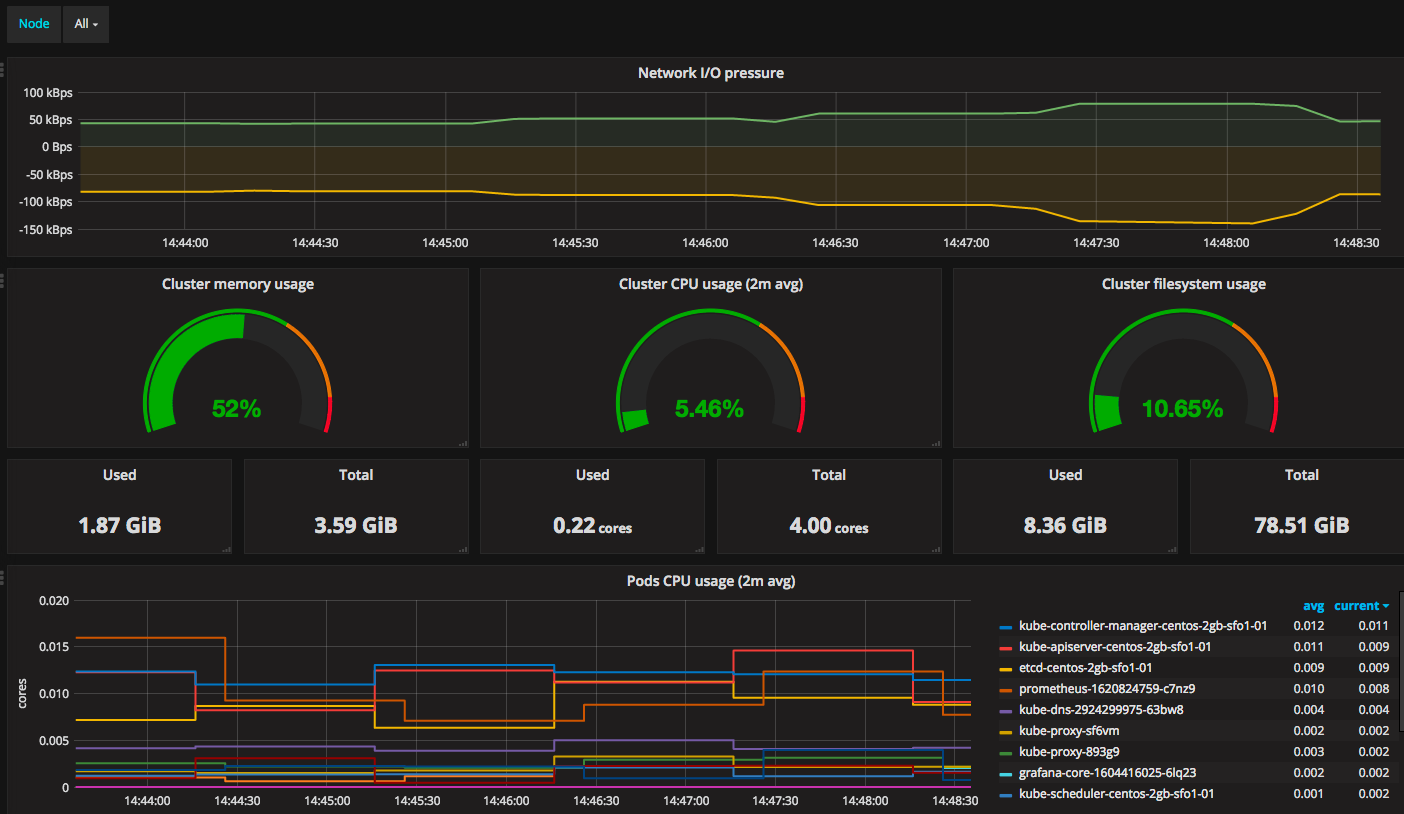 Node All
Network I/O pressure
100 kBps
50 kBps
0 Bps
-50 kBps
-100 kBps
-150 kBps
14:44:00 14:44:30 14:45:00 14:45:30 14:46:00 14:46:30 14:47:00 14:47:30 14:48:00 14:48:30
Cluster memory usage
52%
Cluster CPU usage (2m avg)
5.46%
Cluster filesystem usage
10.65%
Used
1.87 GiB
Total
3.59 GiB
Used
0.22 cores
Total
4.00 cores
Used
8.36 GiB
Total
78.51 GiB
Pods CPU usage (2m avg)
cores
0.020
0.015
0.010
0.005
0
14:44:00 14:44:30 14:45:00 14:45:30 14:46:00 14:46:30 14:47:00 14:47:30 14:48:00 14:48:30
avg current
kube-controller-manager-centos-2gb-sfo1-01 0.012 0.011
kube-apiserver-centos-2gb-sfo1-01 0.011 0.009
etcd-centos-2gb-sfo1-01 0.009 0.009
prometheus-1620824759-c7nz9 0.010 0.008
kube-dns-2924299975-63bw8 0.004 0.004
kube-proxy-sf6vm 0.002 0.002
kube-proxy-893g9 0.003 0.002
grafana-core-1604416025-6lq23 0.002 0.002
kube-scheduler-centos-2gb-sfo1-01 0.001 0.002